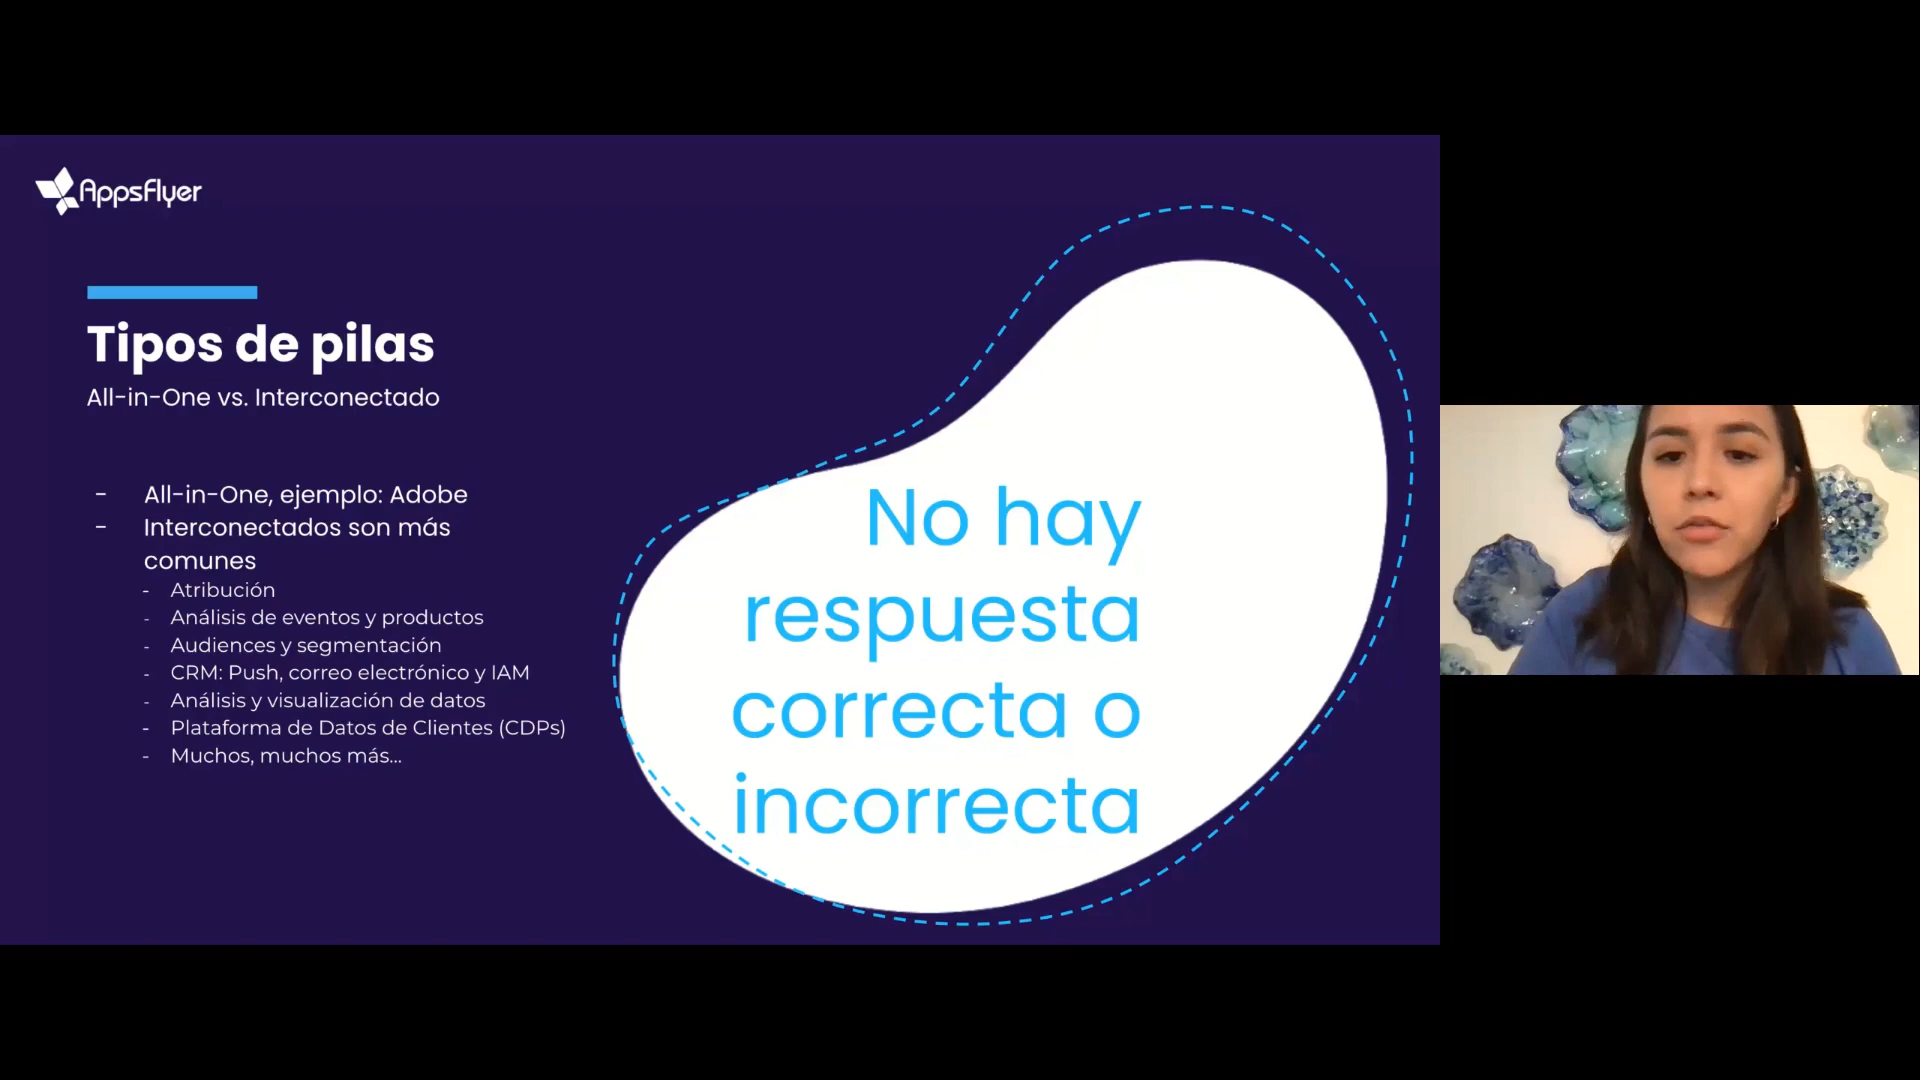 AppsFlyer
Tipos de pilas
All-in-One vs. Interconectado
- All-in-One, ejemplo: Adobe
- Interconectados son más
comunes
- Atribución
- Análisis de eventos y productos
- Audiences y segmentación
- CRM: Push, correo electrónico y IAM
- Análisis y visualización de datos
- Plataforma de Datos de Clientes (CDPs)
- Muchos, muchos más...
No hay
respuesta
correcta o
incorrecta